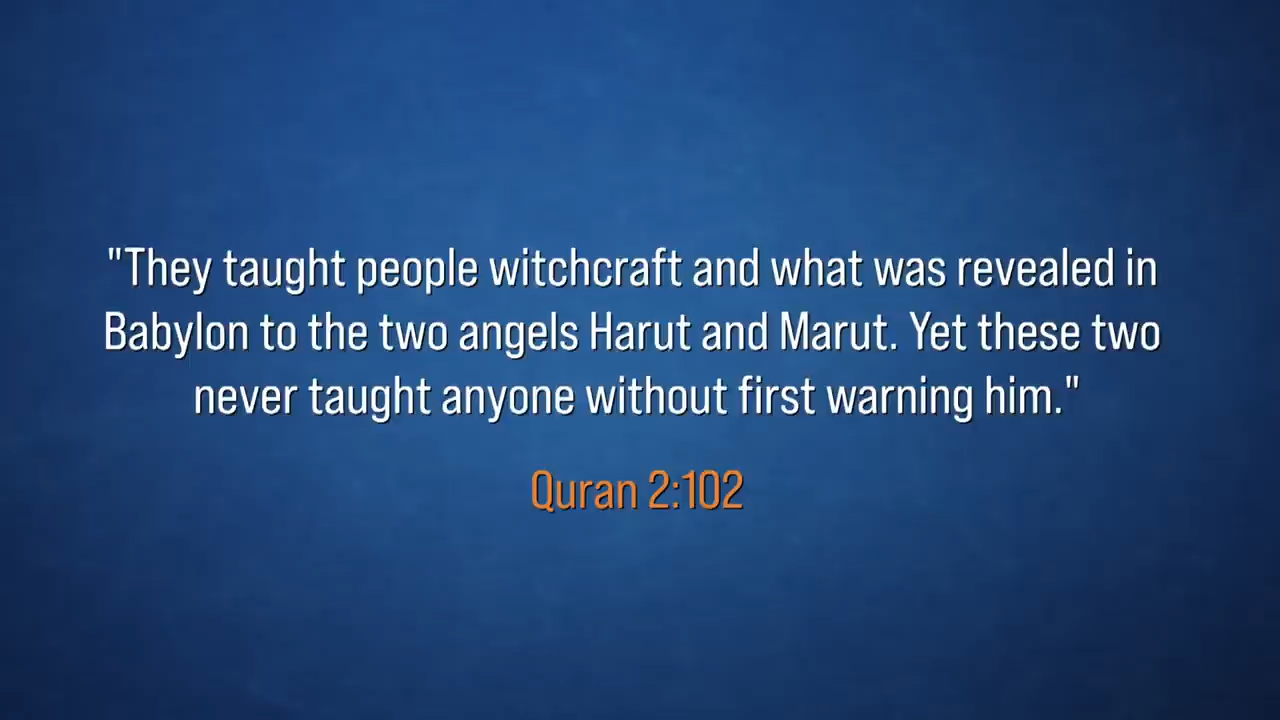 "They taught people witchcraft and what was revealed in
Babylon to the two angels Harut and Marut. Yet these two
never taught anyone without first warning him."
Quran 2:102